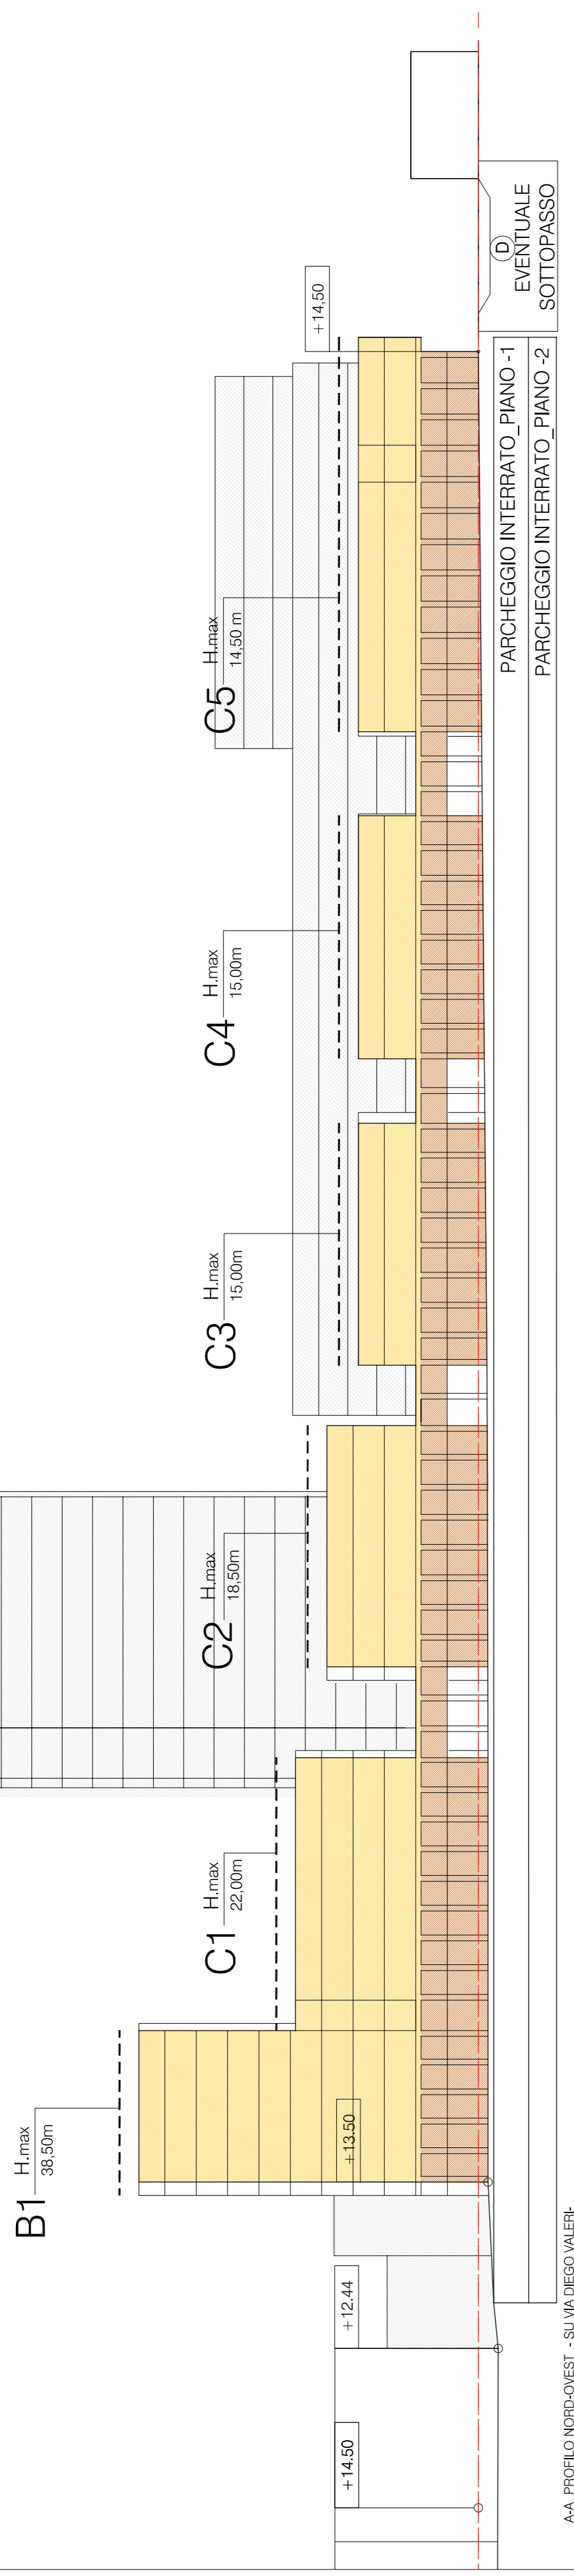 B1
H.max
38,50m
C1
H.max
22,00m
C2
H.max
18,50m
C3
H.max
15,00m
C4
H.max
15,00m
C5
H.max
14,50 m
+14.50
+12.44
+13.50
+14,50
D
EVENTUALE
SOTTOPASSO
PARCHEGGIO INTERRATO_PIANO -1
PARCHEGGIO INTERRATO_PIANO -2
A-A PROFILO NORD-OVEST - SU VIA DIEGO VALERI-